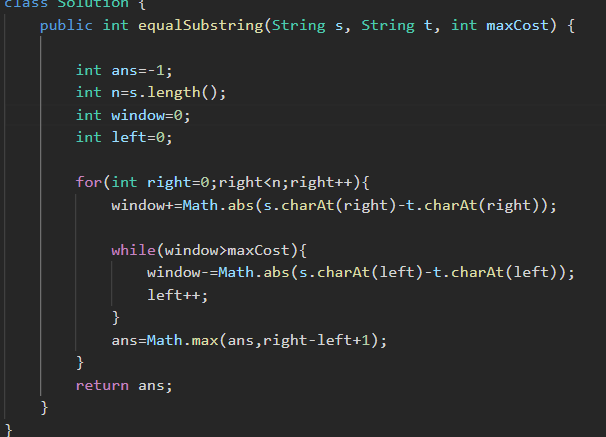 class Solution {
    public int equalSubstring(String s, String t, int maxCost) {
        int ans=-1;
        int n=s.length();
        int window=0;
        int left=0;
        for(int right=0;right<n;right++){
            window+=Math.abs(s.charAt(right)-t.charAt(right));
            while(window>maxCost){
                window-=Math.abs(s.charAt(left)-t.charAt(left));
                left++;
            }
            ans=Math.max(ans,right-left+1);
        }
        return ans;
    }
}